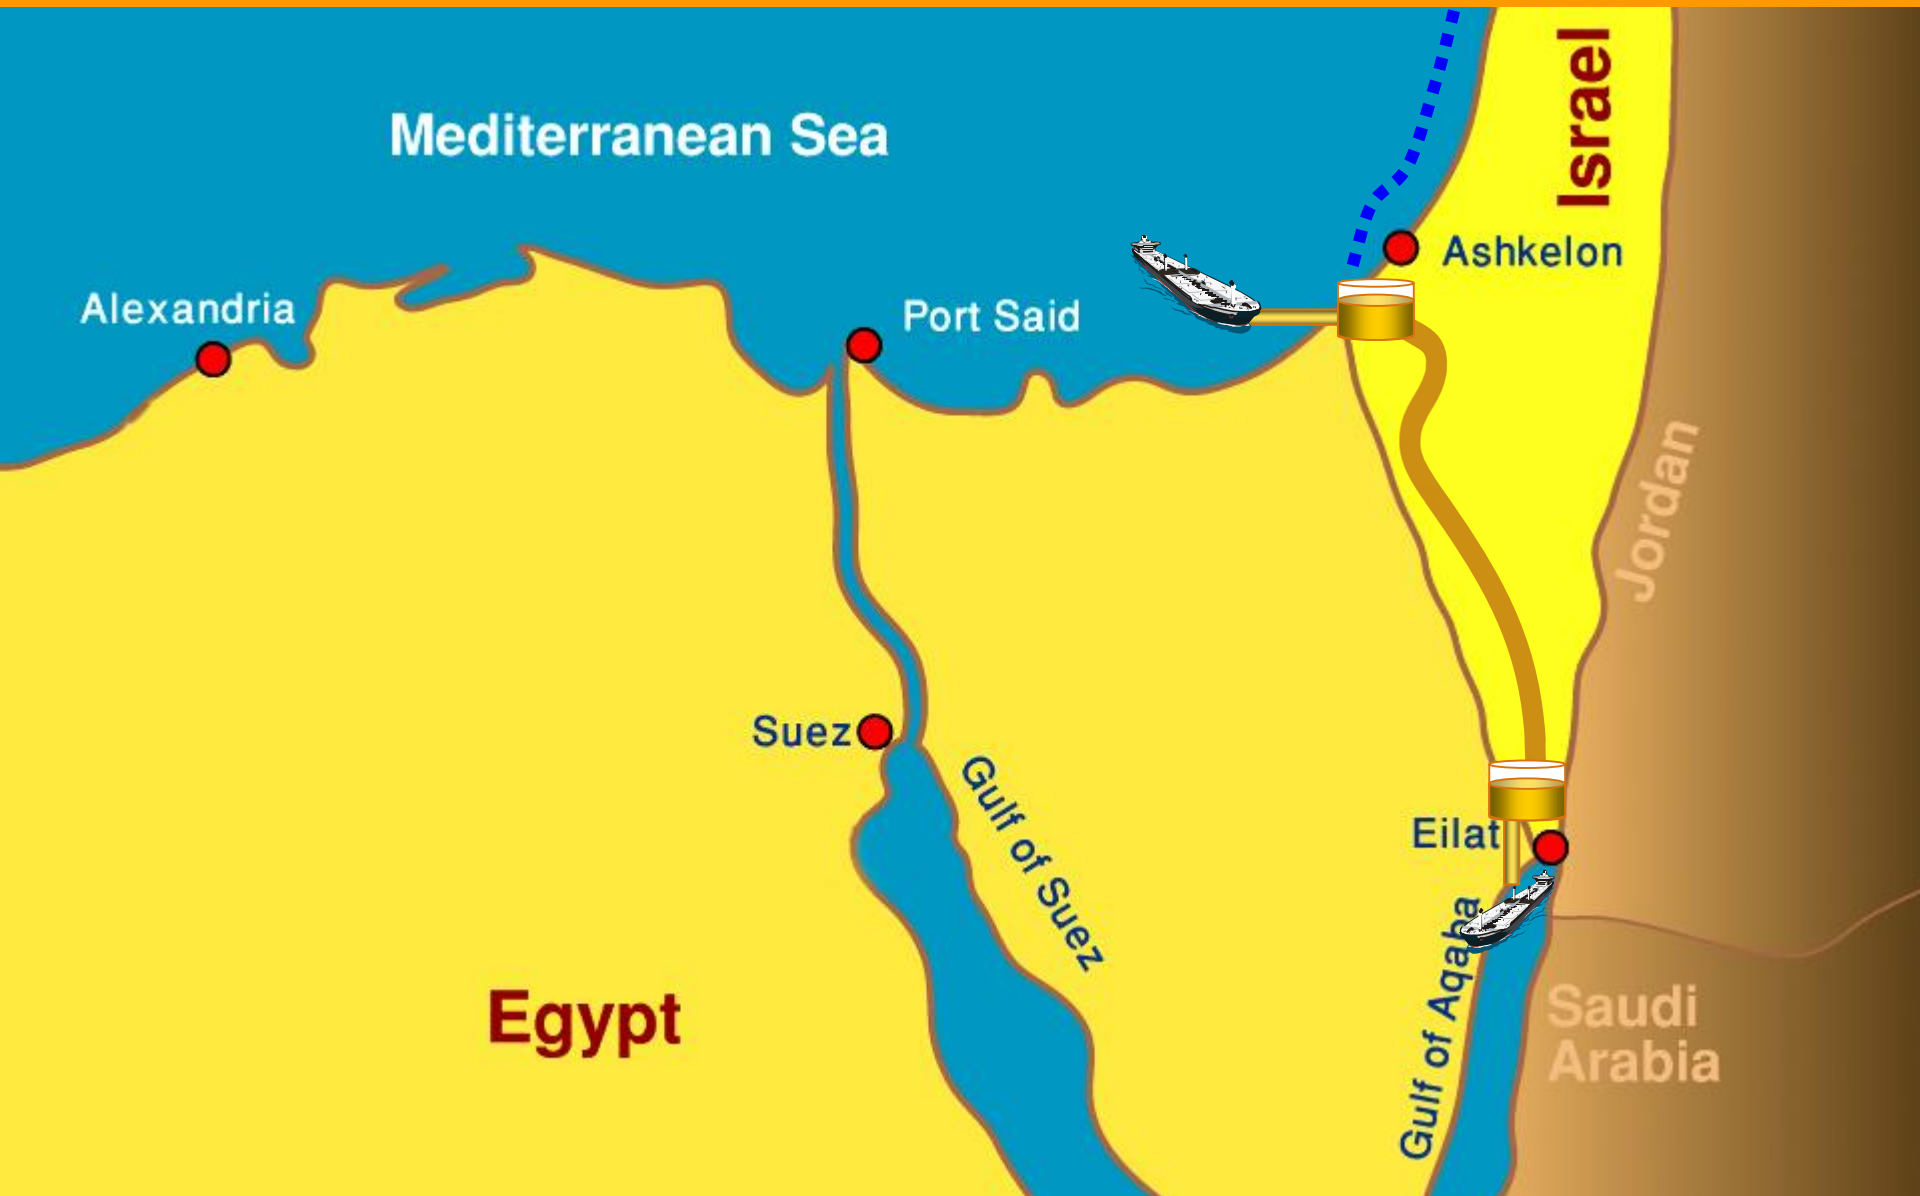 Israel
Mediterranean Sea
Ashkelon
Alexandria
Port Said
Jordan
Suez
Gulf of Suez
Eilat
Gulf of Aqaba
Egypt
Saudi
Arabia